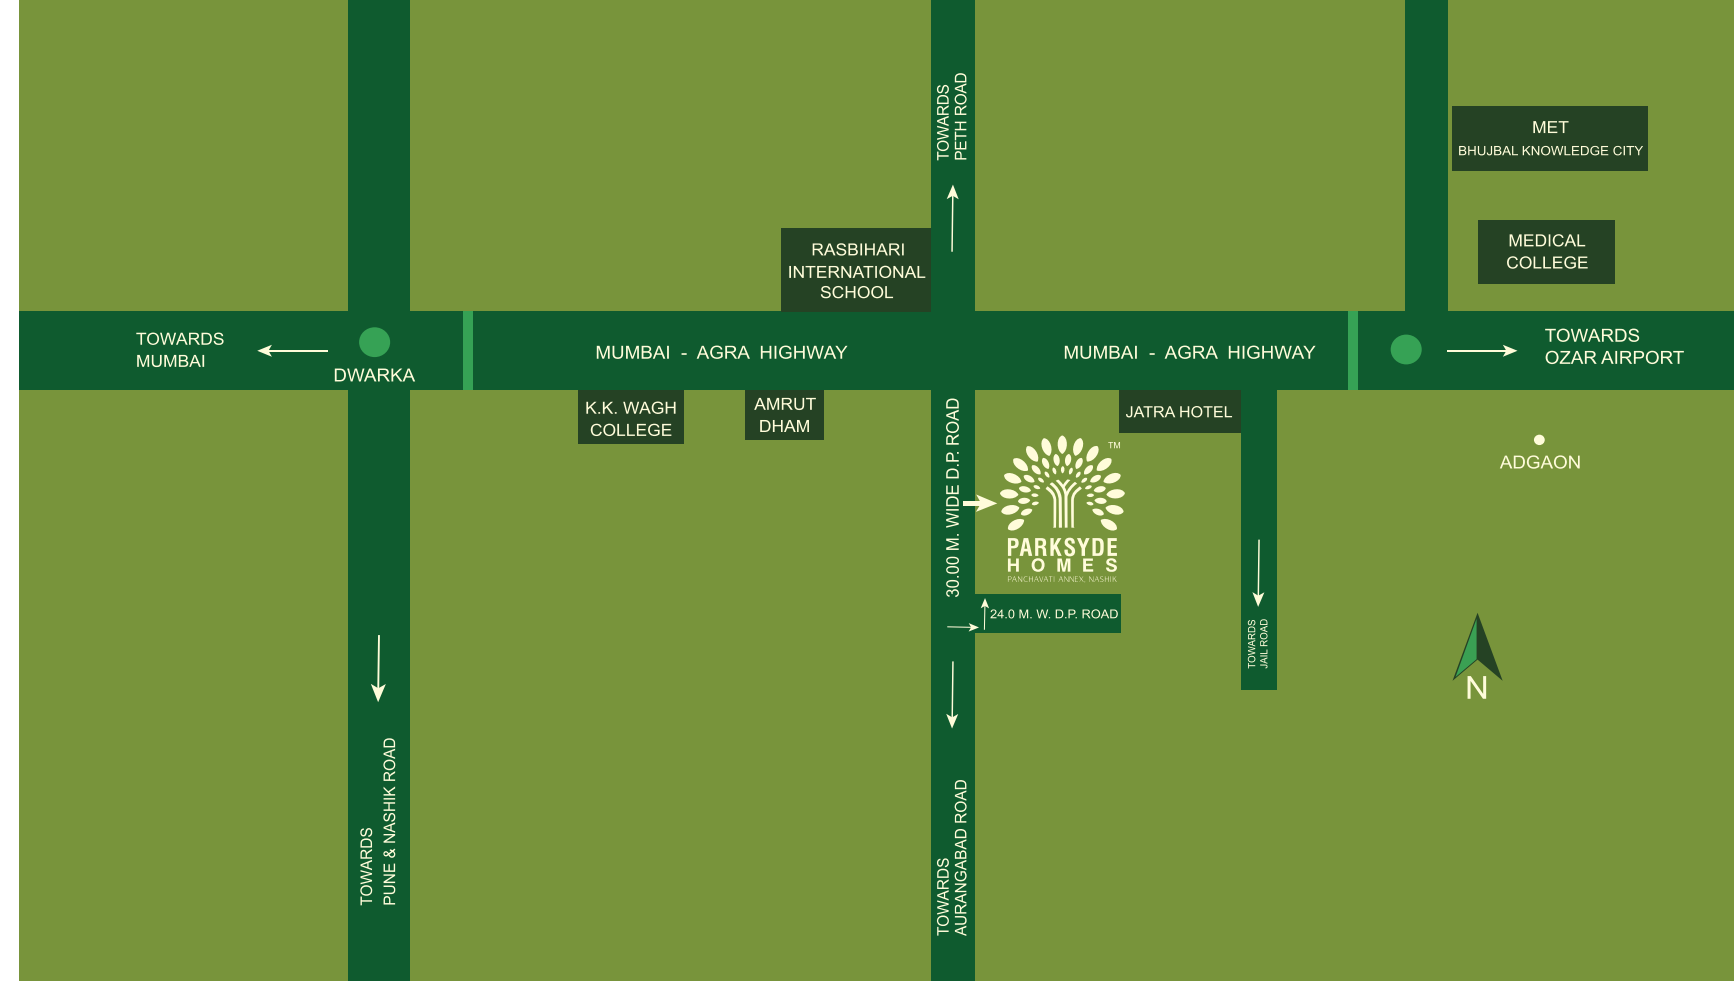 TOWARDS
PETH ROAD
MET
BHUJBAL KNOWLEDGE CITY
MEDICAL
COLLEGE
RASBIHARI
INTERNATIONAL
SCHOOL
TOWARDS
MUMBAI
DWARKA
MUMBAI - AGRA HIGHWAY
MUMBAI - AGRA HIGHWAY
TOWARDS
OZAR AIRPORT
K.K. WAGH
COLLEGE
AMRUT
DHAM
30.00 M. WIDE D.P. ROAD
JATRA HOTEL
ADGAON
TM
PARKSYDE
HOMES
PANCHAVATI ANNEX, NASHIK
24.0 M. W. D.P. ROAD
TOWARDS
JAIL ROAD
N
TOWARDS
PUNE & NASHIK ROAD
TOWARDS
AURANGABAD ROAD